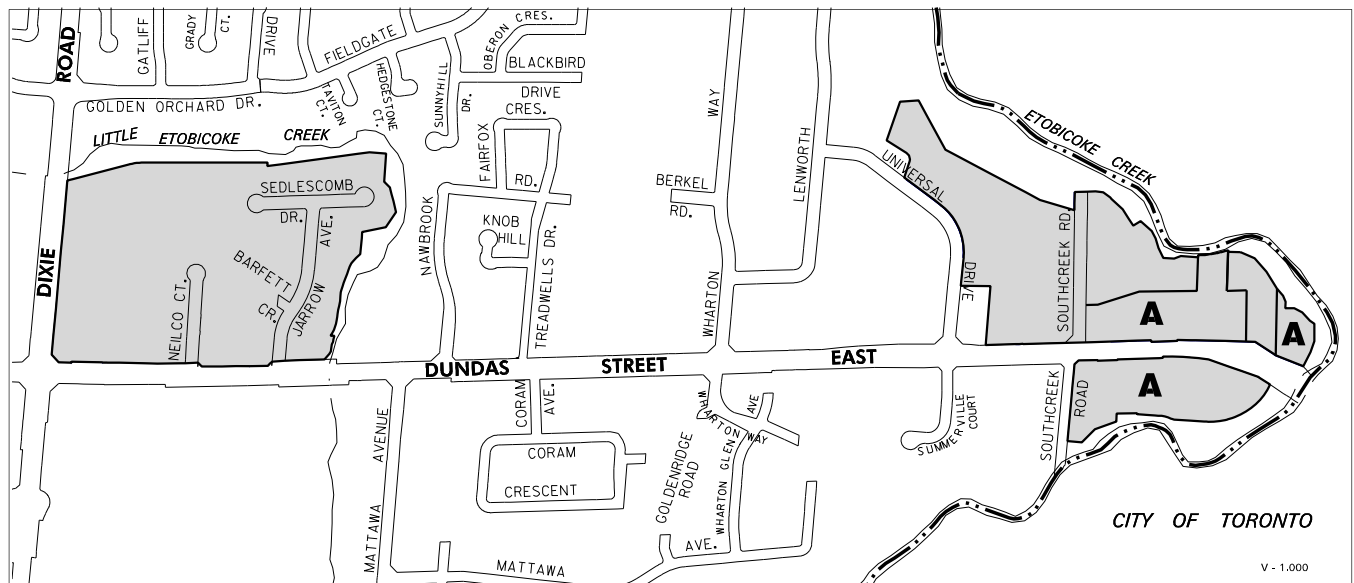 ROAD
GATLIFF
GRADY
CT.
DRIVE
FIELDGATE
OBERON CRES.
BLACKBIRD
DRIVE
GOLDEN ORCHARD DR.
TAVITON
CT.
HEDGESTONE
CT.
SUNNYHILL
DR.
CRES.
FAIRFOX
RD.
WAY
LENWORTH
ETOBICOKE CREEK
LITTLE ETOBICOKE CREEK
UNIVERSAL
DRIVE
SEDLESCOMB
DR.
BERKEL
RD.
KNOB
HILL
NAWBROOK
TREADWELLS DR.
WHARTON
DIXIE
BARFETT
CR.
JARROW
AVE.
NEILCO CT.
SOUTHCREEK RD.
A
A
A
DUNDAS STREET EAST
CORAM
AVE.
AVENUE
MATTAWA
CORAM
CRESCENT
WHARTON WAY
AVE
WHARTON GLEN
GOLDENRIDGE
ROAD
AVE.
MATTAWA
SUMMERVILLE
COURT
SOUTHCREEK
ROAD
CITY OF TORONTO
V - 1.000